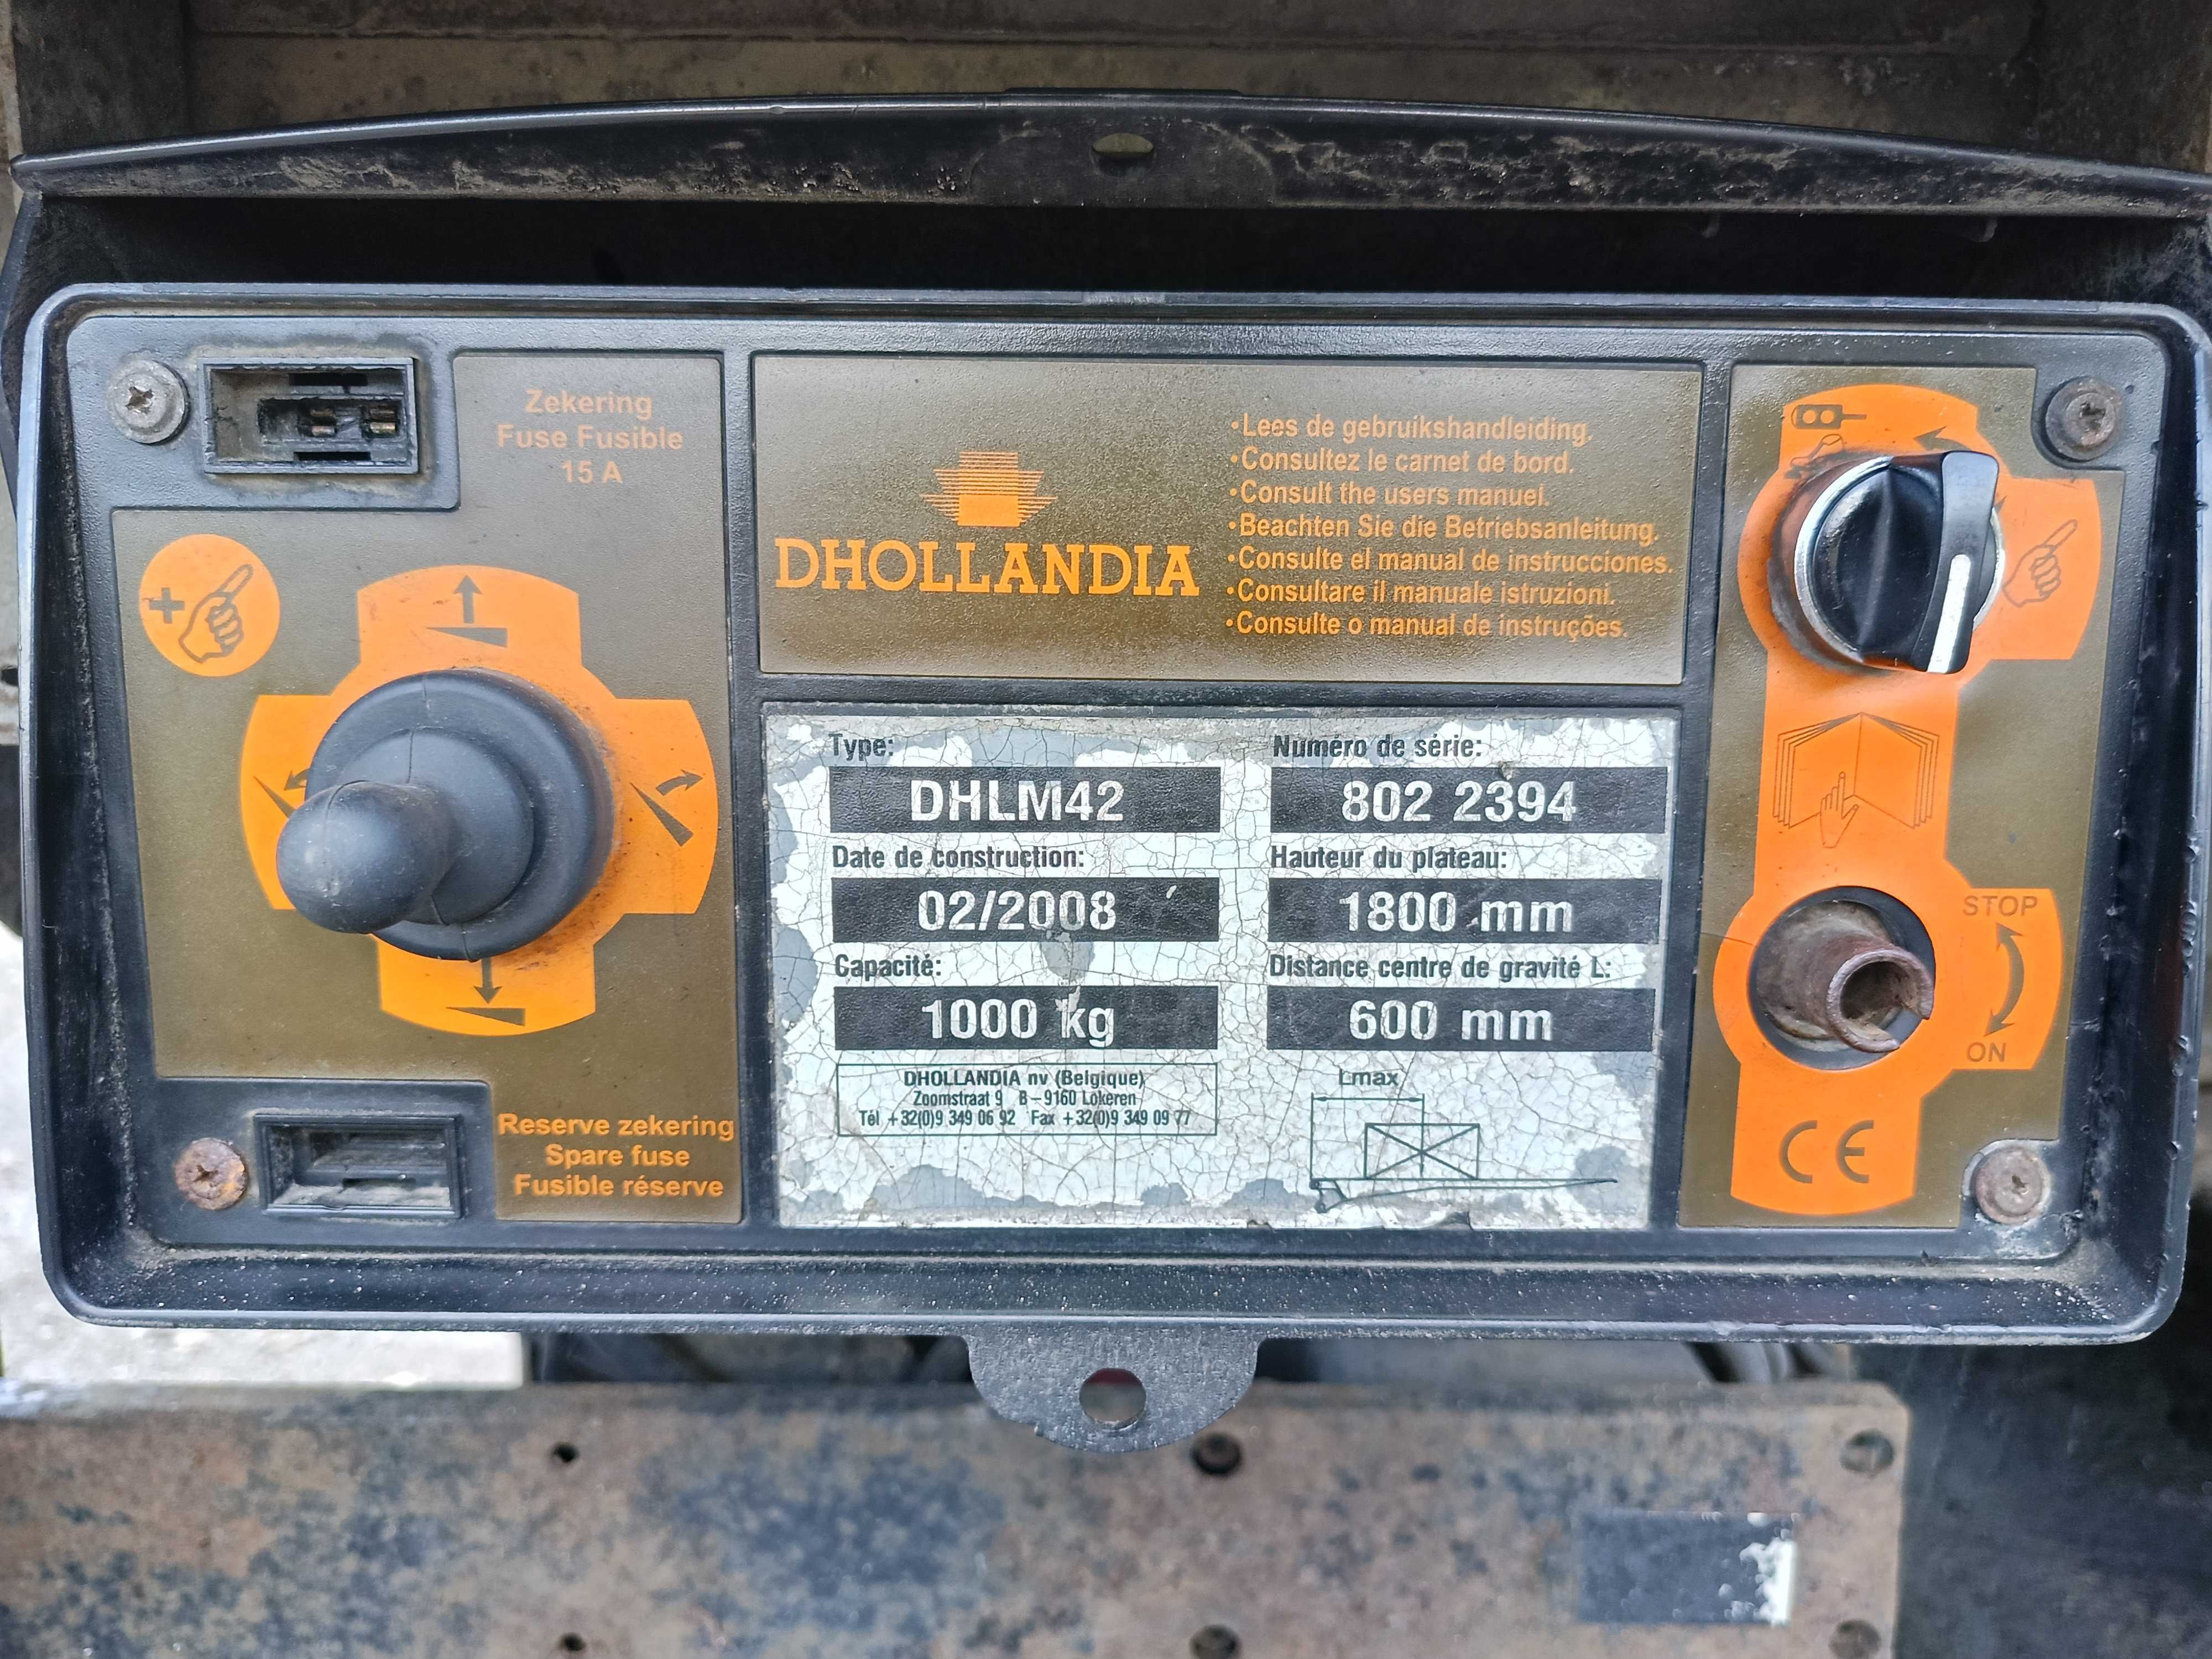 Zekering
Fuse Fusible
15 A
DHOLLANDIA
•Lees de gebruikshandleiding.
•Consultez le carnet de bord.
•Consult the users manuel.
•Beachten Sie die Betriebsanleitung.
•Consulte el manual de instrucciones.
•Consultare il manuale istruzioni.
•Consulte o manual de instruções.
+
Type:
DHLM42
Numéro de série:
802 2394
Date de construction:
02/2008
Hauteur du plateau:
1800 mm
Capacité:
1000 kg
Distance centre de gravité L:
600 mm
DHOLLANDIA nv (Belgique)
Zoomstraat 9 B-9160 Lokeren
Tél +32(0)9 349 06 92 Fax +32(0)9 349 09 77
Lmax
Reserve zekering
Spare fuse
Fusible réserve
STOP
ON
CE